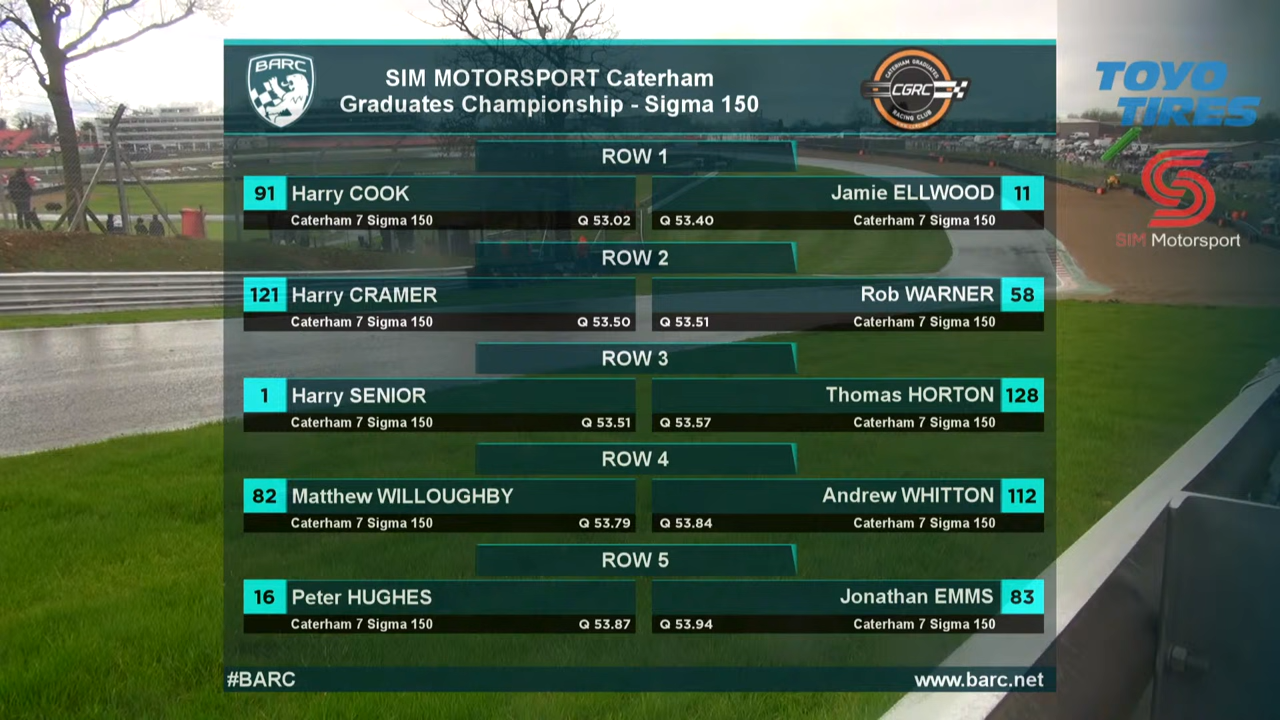 BARC
SIM MOTORSPORT Caterham
Graduates Championship - Sigma 150
CATERHAM GRADUATES
CGRC
RACING CLUB
TOYO
TIRES
SIM Motorsport
ROW 1
91 Harry COOK
Caterham 7 Sigma 150 Q 53.02
Jamie ELLWOOD 11
Q 53.40 Caterham 7 Sigma 150
ROW 2
121 Harry CRAMER
Caterham 7 Sigma 150 Q 53.50
Rob WARNER 58
Q 53.51 Caterham 7 Sigma 150
ROW 3
1 Harry SENIOR
Caterham 7 Sigma 150 Q 53.51
Thomas HORTON 128
Q 53.57 Caterham 7 Sigma 150
ROW 4
82 Matthew WILLOUGHBY
Caterham 7 Sigma 150 Q 53.79
Andrew WHITTON 112
Q 53.84 Caterham 7 Sigma 150
ROW 5
16 Peter HUGHES
Caterham 7 Sigma 150 Q 53.87
Jonathan EMMS 83
Q 53.94 Caterham 7 Sigma 150
#BARC
www.barc.net